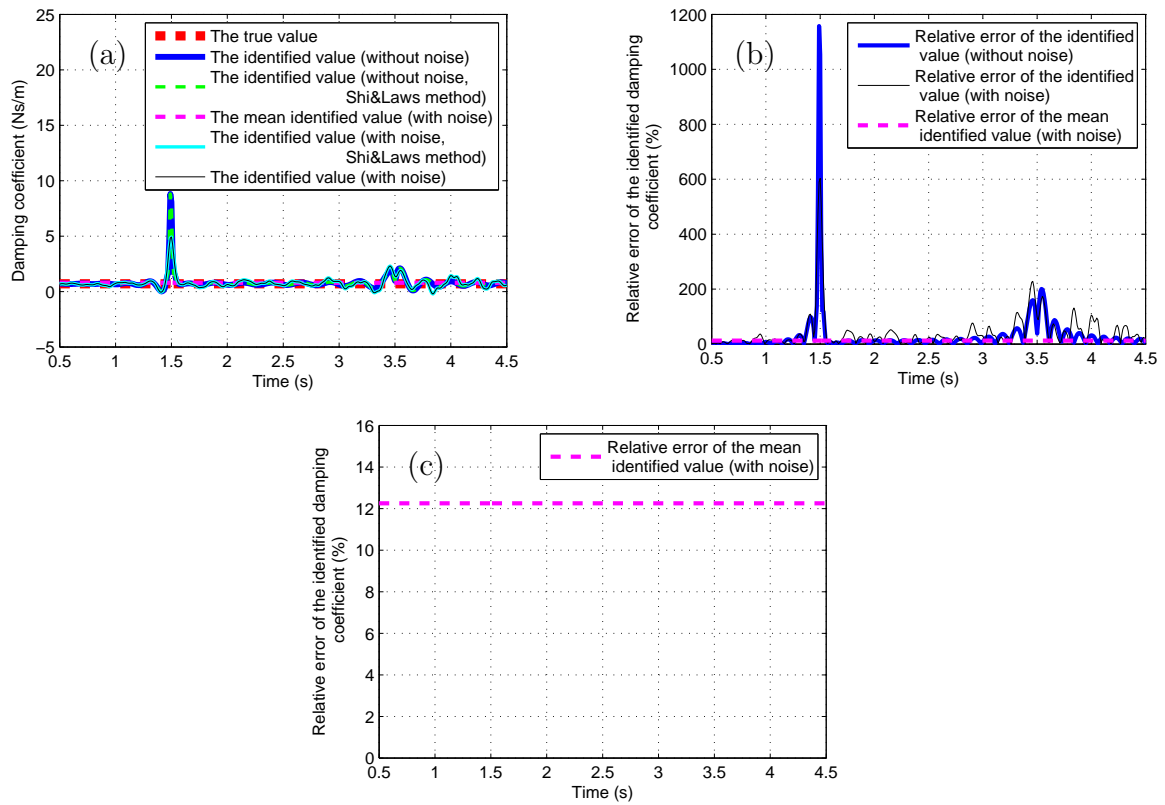 (a)
The true value
The identified value (without noise)
The identified value (without noise,
Shi&Laws method)
The mean identified value (with noise)
The identified value (with noise,
Shi&Laws method)
The identified value (with noise)
25
20
15
10
5
0
−5
0.5 1 1.5 2 2.5 3 3.5 4 4.5
Time (s)
Damping coefficient (Ns/m)
(b)
Relative error of the identified
value (without noise)
Relative error of the identified
value (with noise)
Relative error of the mean
identified value (with noise)
1200
1000
800
600
400
200
0
0.5 1 1.5 2 2.5 3 3.5 4 4.5
Time (s)
Relative error of the identified damping
coefficient (%)
(c)
Relative error of the mean
identified value (with noise)
16
14
12
10
8
6
4
2
0
0.5 1 1.5 2 2.5 3 3.5 4 4.5
Time (s)
Relative error of the identified damping
coefficient (%)